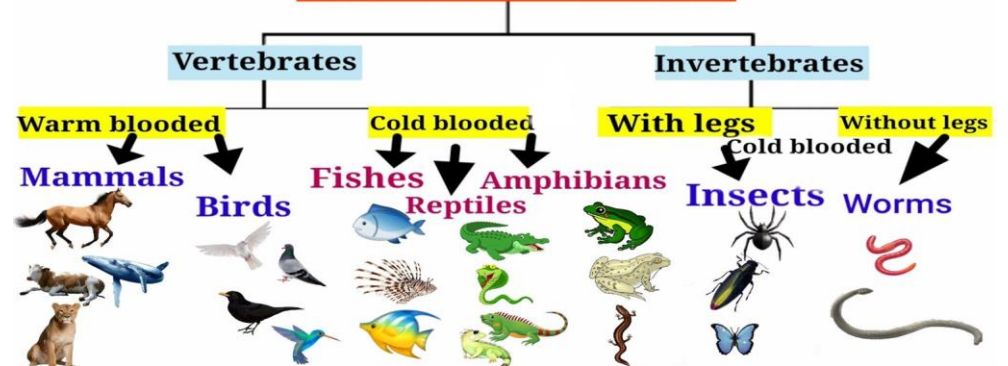 Vertebrates
Invertebrates
Warm blooded
Cold blooded
With legs
Without legs
Cold blooded
Mammals
Birds
Fishes
Reptiles
Amphibians
Insects
Worms